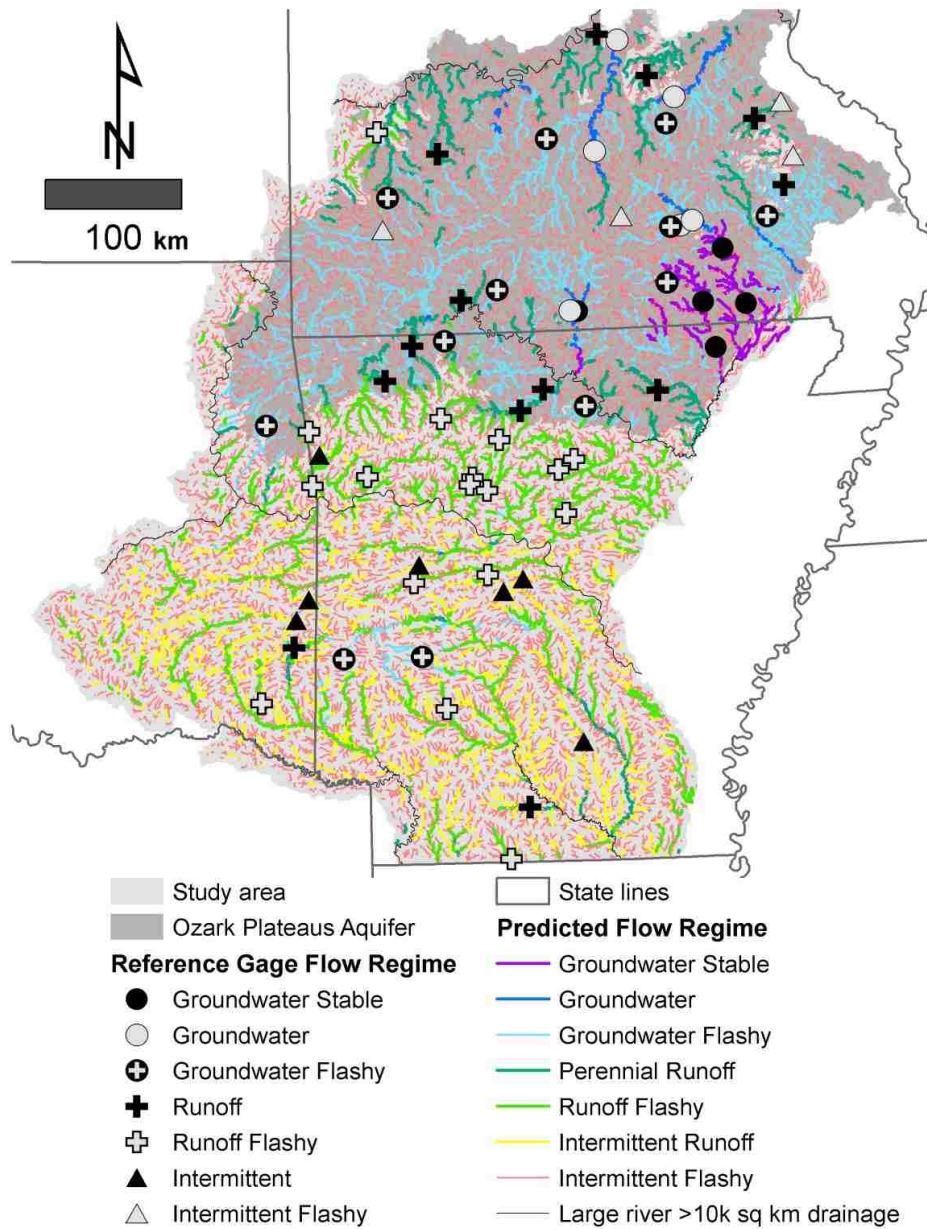 N
100 km
Study area
Ozark Plateaus Aquifer
Reference Gage Flow Regime
Groundwater Stable
Groundwater
Groundwater Flashy
Runoff
Runoff Flashy
Intermittent
Intermittent Flashy
State lines
Predicted Flow Regime
Groundwater Stable
Groundwater
Groundwater Flashy
Perennial Runoff
Runoff Flashy
Intermittent Runoff
Intermittent Flashy
Large river >10k sq km drainage